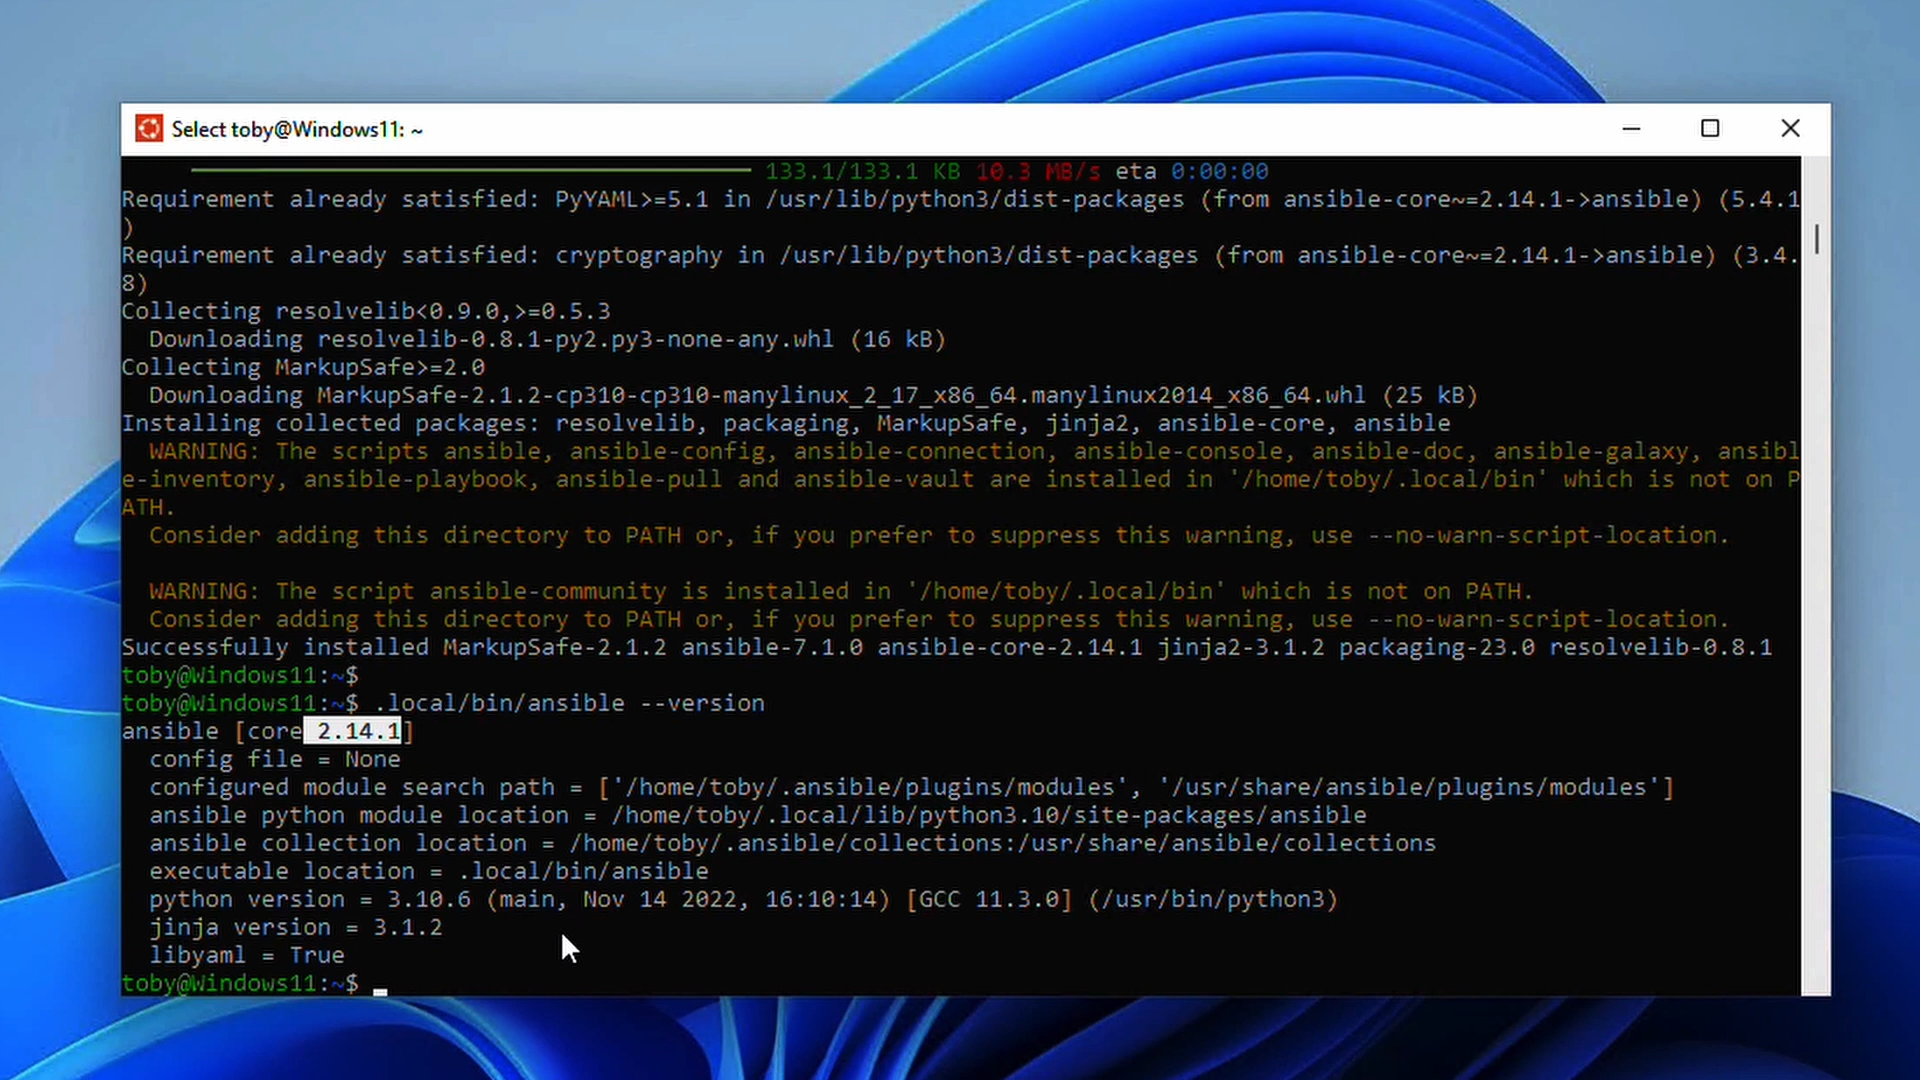 Select toby@Windows11: ~
133.1/133.1 KB 10.3 MB/s eta 0:00:00
Requirement already satisfied: PyYAML>=5.1 in /usr/lib/python3/dist-packages (from ansible-core~=2.14.1->ansible) (5.4.1
)
Requirement already satisfied: cryptography in /usr/lib/python3/dist-packages (from ansible-core~=2.14.1->ansible) (3.4.
8)
Collecting resolvelib<0.9.0,>=0.5.3
  Downloading resolvelib-0.8.1-py2.py3-none-any.whl (16 kB)
Collecting MarkupSafe>=2.0
  Downloading MarkupSafe-2.1.2-cp310-cp310-manylinux_2_17_x86_64.manylinux2014_x86_64.whl (25 kB)
Installing collected packages: resolvelib, packaging, MarkupSafe, jinja2, ansible-core, ansible
  WARNING: The scripts ansible, ansible-config, ansible-connection, ansible-console, ansible-doc, ansible-galaxy, ansibl
e-inventory, ansible-playbook, ansible-pull and ansible-vault are installed in '/home/toby/.local/bin' which is not on P
ATH.
  Consider adding this directory to PATH or, if you prefer to suppress this warning, use --no-warn-script-location.
  WARNING: The script ansible-community is installed in '/home/toby/.local/bin' which is not on PATH.
  Consider adding this directory to PATH or, if you prefer to suppress this warning, use --no-warn-script-location.
Successfully installed MarkupSafe-2.1.2 ansible-7.1.0 ansible-core-2.14.1 jinja2-3.1.2 packaging-23.0 resolvelib-0.8.1
toby@Windows11:~$
toby@Windows11:~$ .local/bin/ansible --version
ansible [core 2.14.1]
  config file = None
  configured module search path = ['/home/toby/.ansible/plugins/modules', '/usr/share/ansible/plugins/modules']
  ansible python module location = /home/toby/.local/lib/python3.10/site-packages/ansible
  ansible collection location = /home/toby/.ansible/collections:/usr/share/ansible/collections
  executable location = .local/bin/ansible
  python version = 3.10.6 (main, Nov 14 2022, 16:10:14) [GCC 11.3.0] (/usr/bin/python3)
  jinja version = 3.1.2
  libyaml = True
toby@Windows11:~$